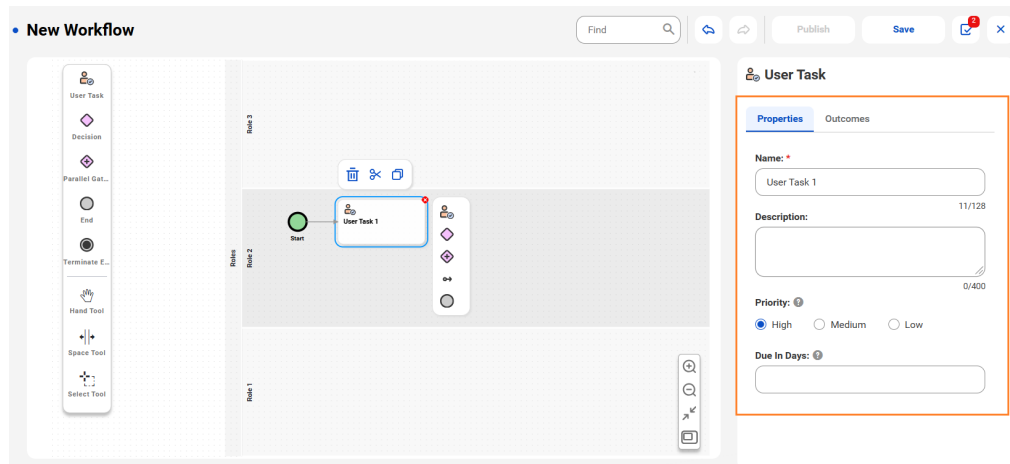 New Workflow
Find
Publish
Save
2
User Task
Decision
Parallel Gat...
End
Terminate E...
Hand Tool
Space Tool
Select Tool
Roles
Role 3
Role 2
Role 1
Start
User Task 1
User Task
Properties
Outcomes
Name: *
User Task 1
11/128
Description:
0/400
Priority: ?
High
Medium
Low
Due In Days: ?